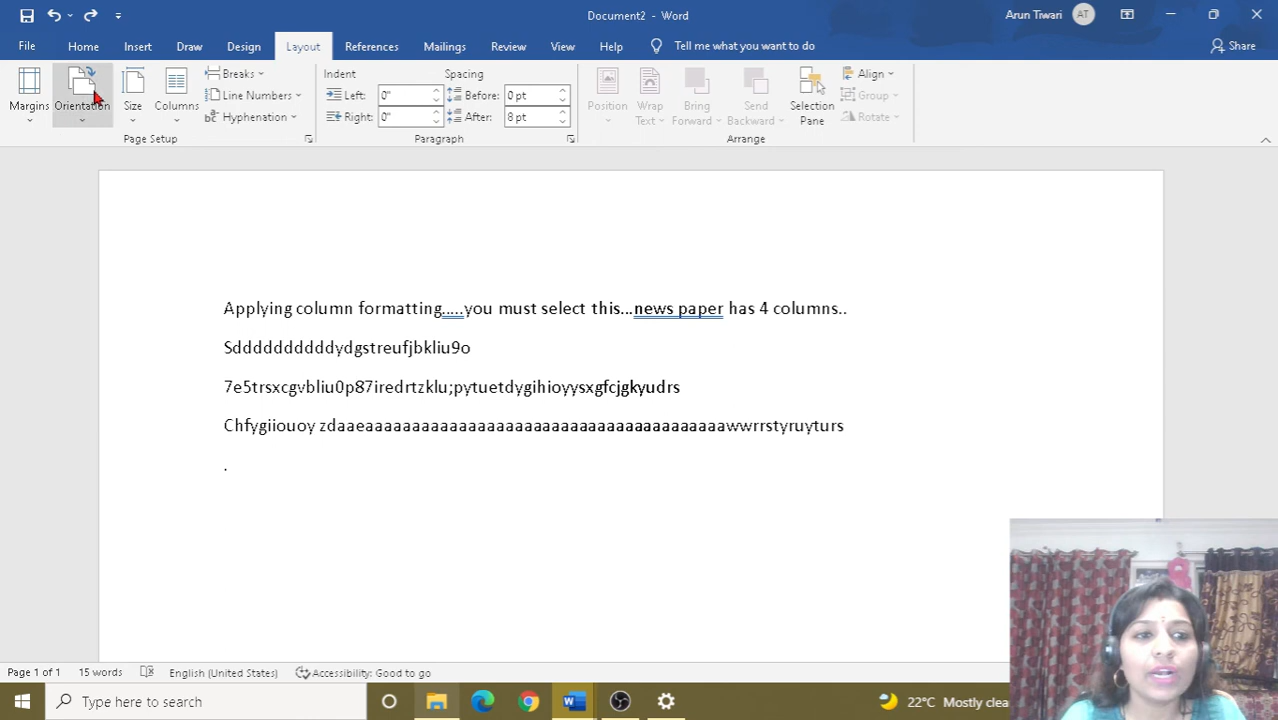 Document2 - Word
Arun Tiwari AT
File Home Insert Draw Design Layout References Mailings Review View Help Tell me what you want to do Share
Margins Orientation Size Columns
Breaks
Line Numbers
Hyphenation
Page Setup
Indent Spacing
Left: 0" Before: 0 pt
Right: 0" After: 8 pt
Paragraph
Position Wrap Text Bring Forward Send Backward Selection Pane
Align
Group
Rotate
Arrange
Applying column formatting.....you must select this...news paper has 4 columns..
Sddddddddddydgstreufjbkliu9o
7e5trsxcgvbliu0p87iredrtzklu;pytuetdygihioyysxgfcjgkyudrs
.
Page 1 of 1 15 words English (United States) Accessibility: Good to go
Type here to search 22°C Mostly clea